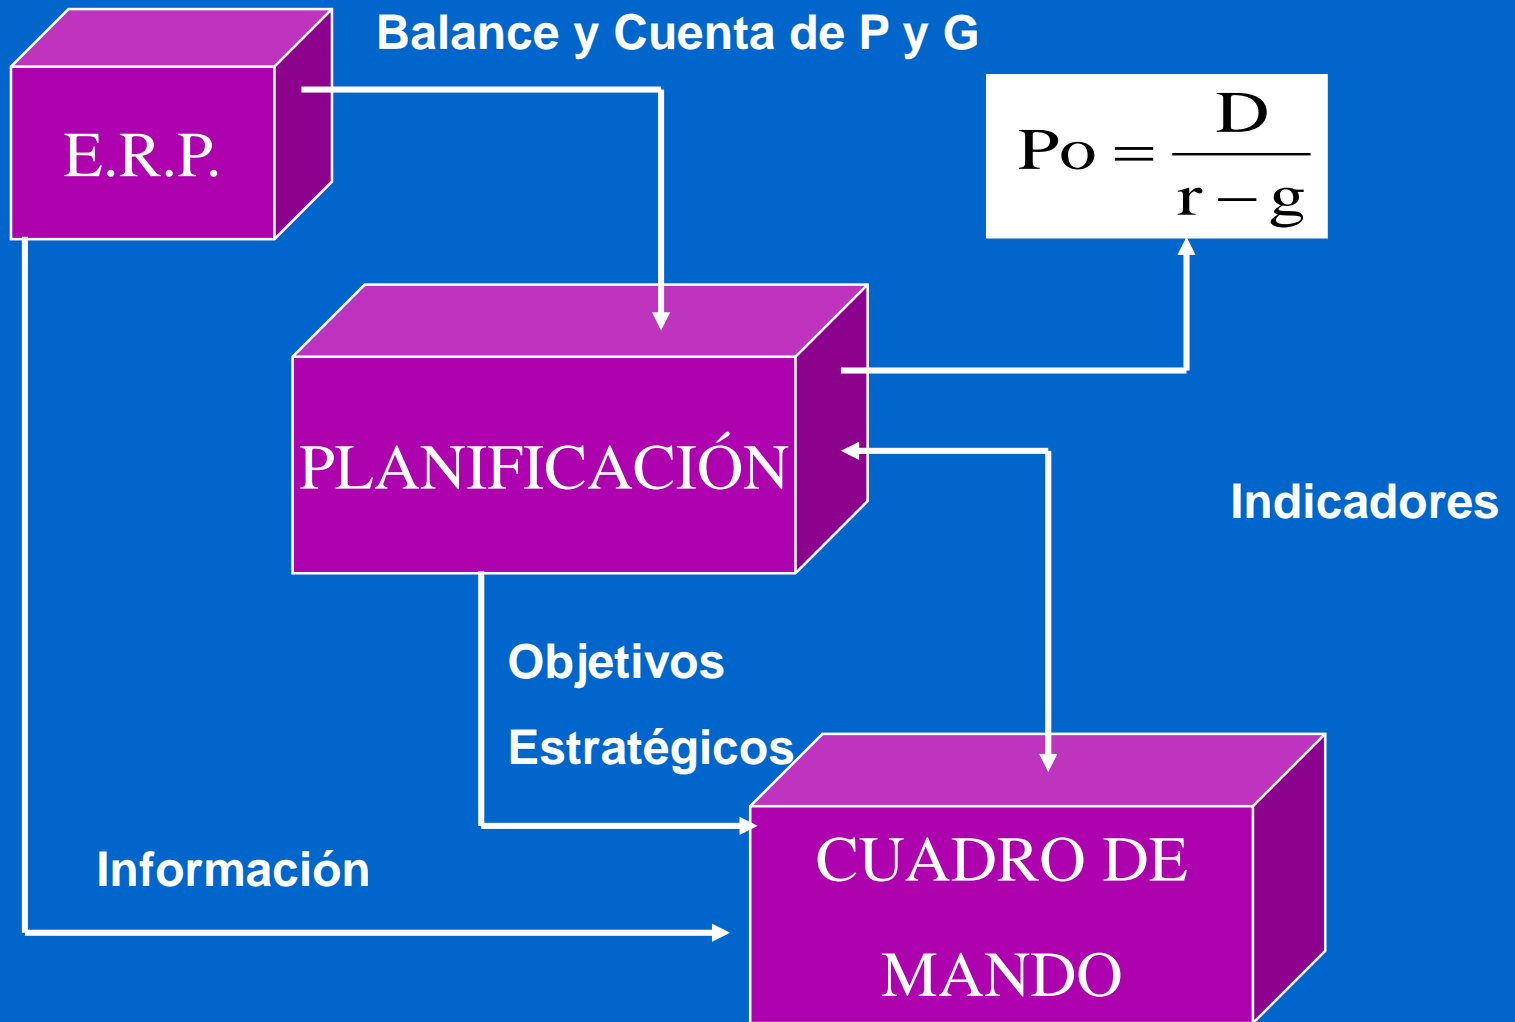 Balance y Cuenta de P y G
E.R.P.
Po = D / (r – g)
PLANIFICACIÓN
Indicadores
Objetivos
Estratégicos
Información
CUADRO DE
MANDO